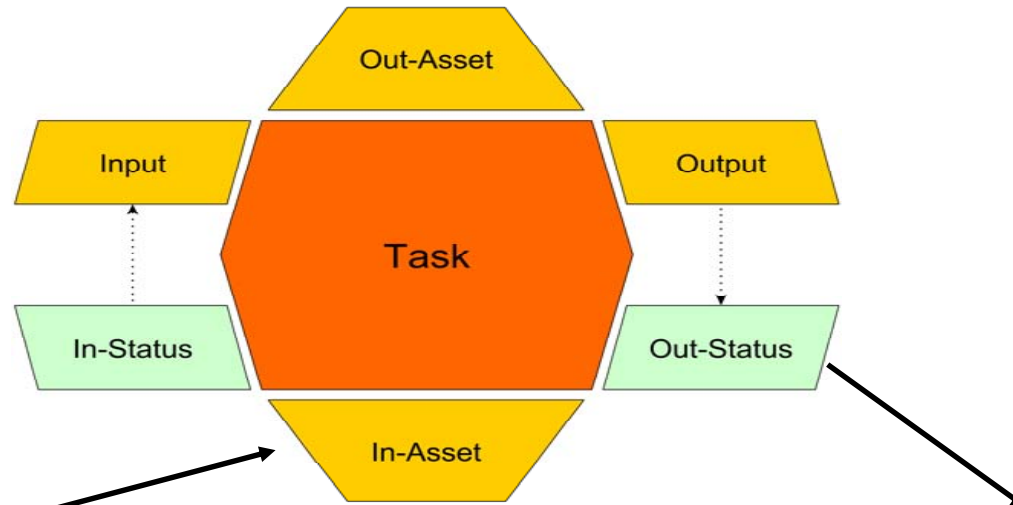 Out-Asset
Input
Output
Task
In-Status
Out-Status
In-Asset